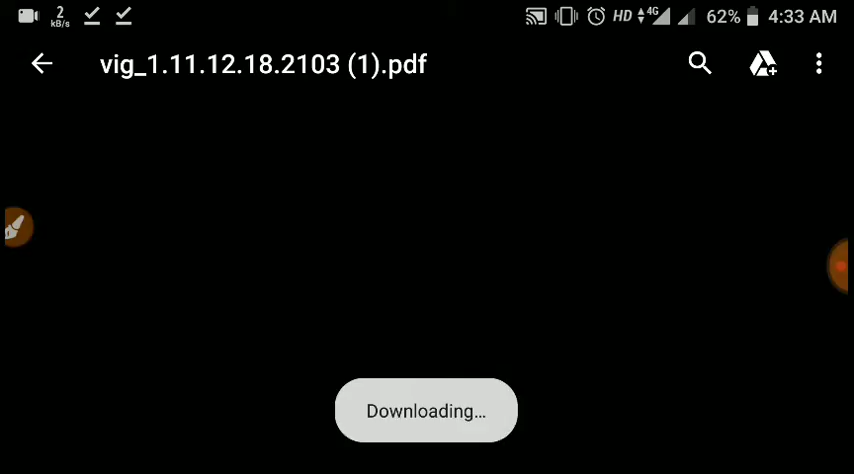 2
kB/s
HD 4G 62% 4:33 AM
vig_1.11.12.18.2103 (1).pdf
Downloading...